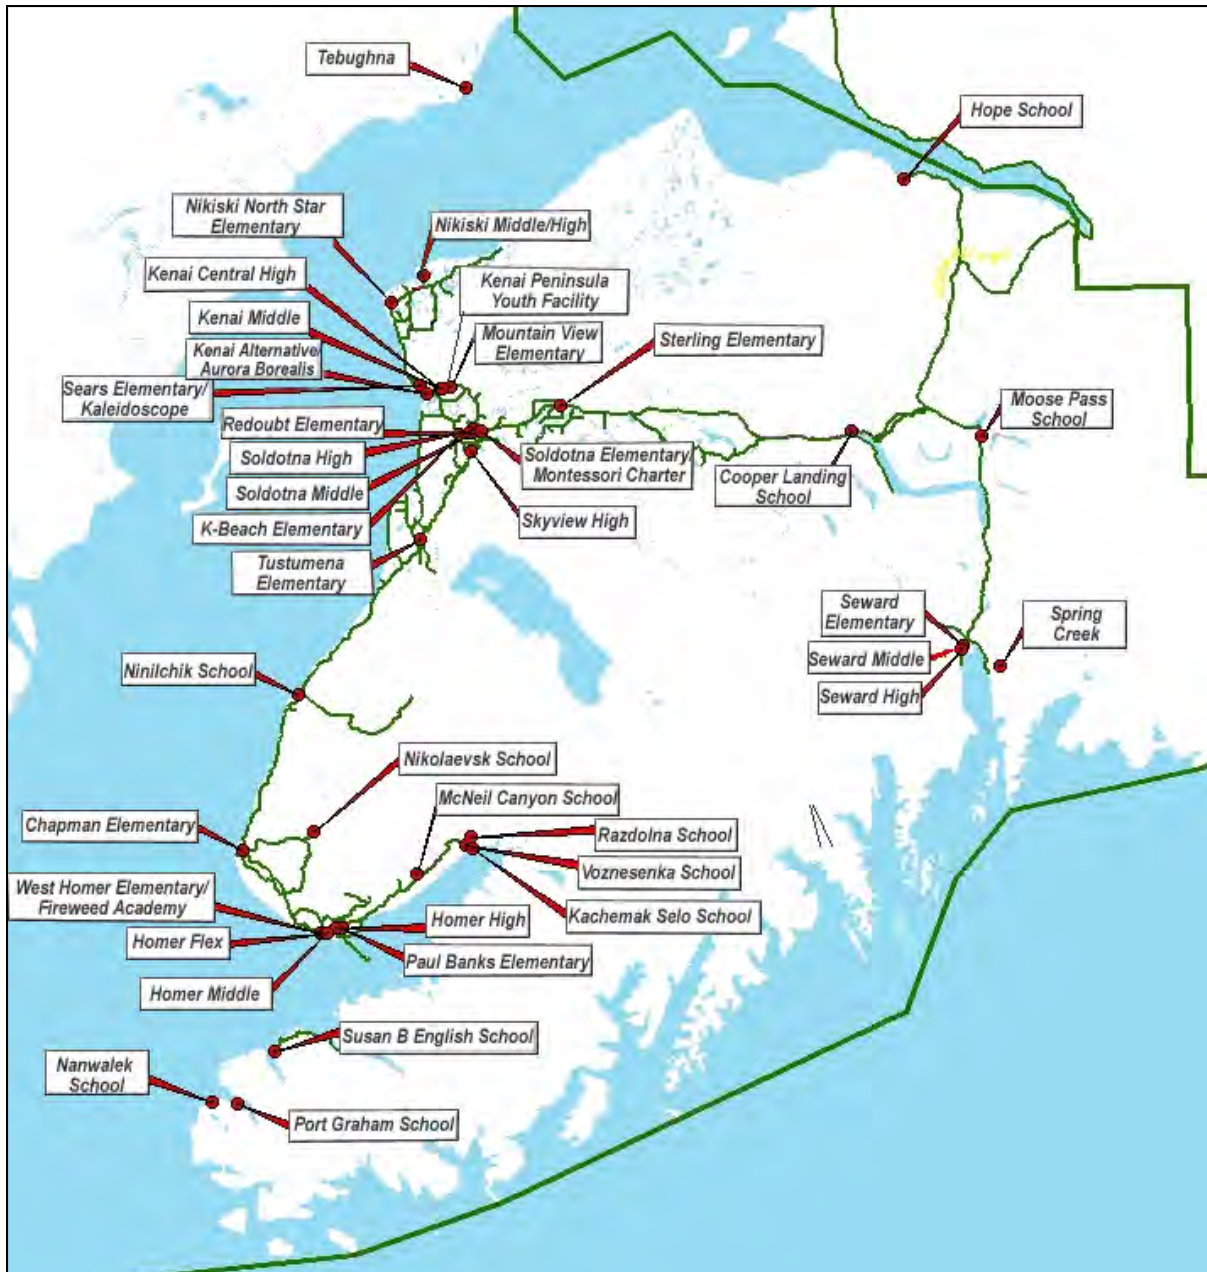 Tebughna
Hope School
Nikiski North Star
Elementary
Nikiski Middle/High
Kenai Central High
Kenai Peninsula
Youth Facility
Kenai Middle
Mountain View
Elementary
Sterling Elementary
Kenai Alternative/
Aurora Borealis
Sears Elementary/
Kaleidoscope
Moose Pass
School
Redoubt Elementary
Soldotna High
Soldotna Elementary/
Montessori Charter
Cooper Landing
School
Soldotna Middle
K-Beach Elementary
Skyview High
Tustumena
Elementary
Seward
Elementary
Spring
Creek
Seward Middle
Seward High
Ninilchik School
Nikolaevsk School
McNeil Canyon School
Chapman Elementary
Razdolna School
Voznesenka School
West Homer Elementary/
Fireweed Academy
Kachemak Selo School
Homer High
Homer Flex
Paul Banks Elementary
Homer Middle
Susan B English School
Nanwalek
School
Port Graham School